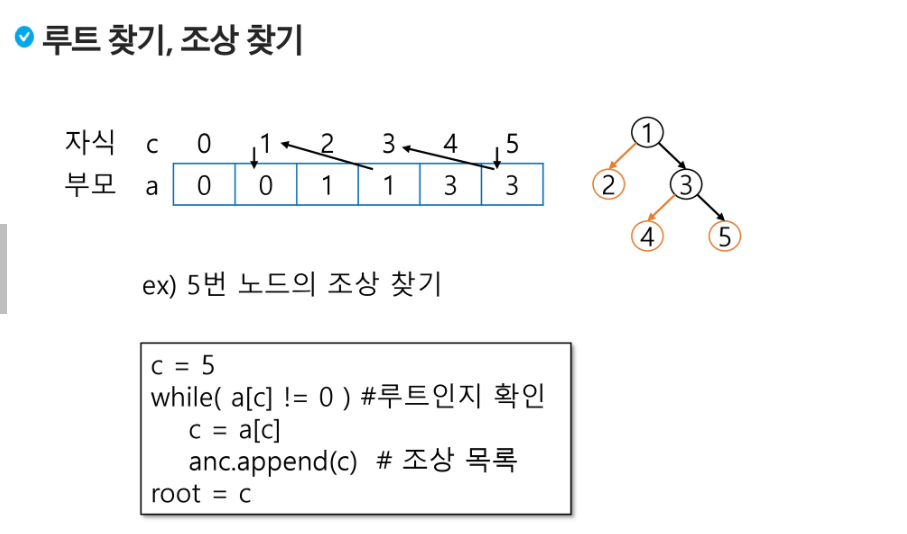 루트 찾기, 조상 찾기
자식 c 0 1 2 3 4 5
부모 a 0 0 1 1 3 3
1
2 3
4 5
ex) 5번 노드의 조상 찾기
c = 5
while( a[c] != 0 ) #루트인지 확인
c = a[c]
anc.append(c) # 조상 목록
root = c